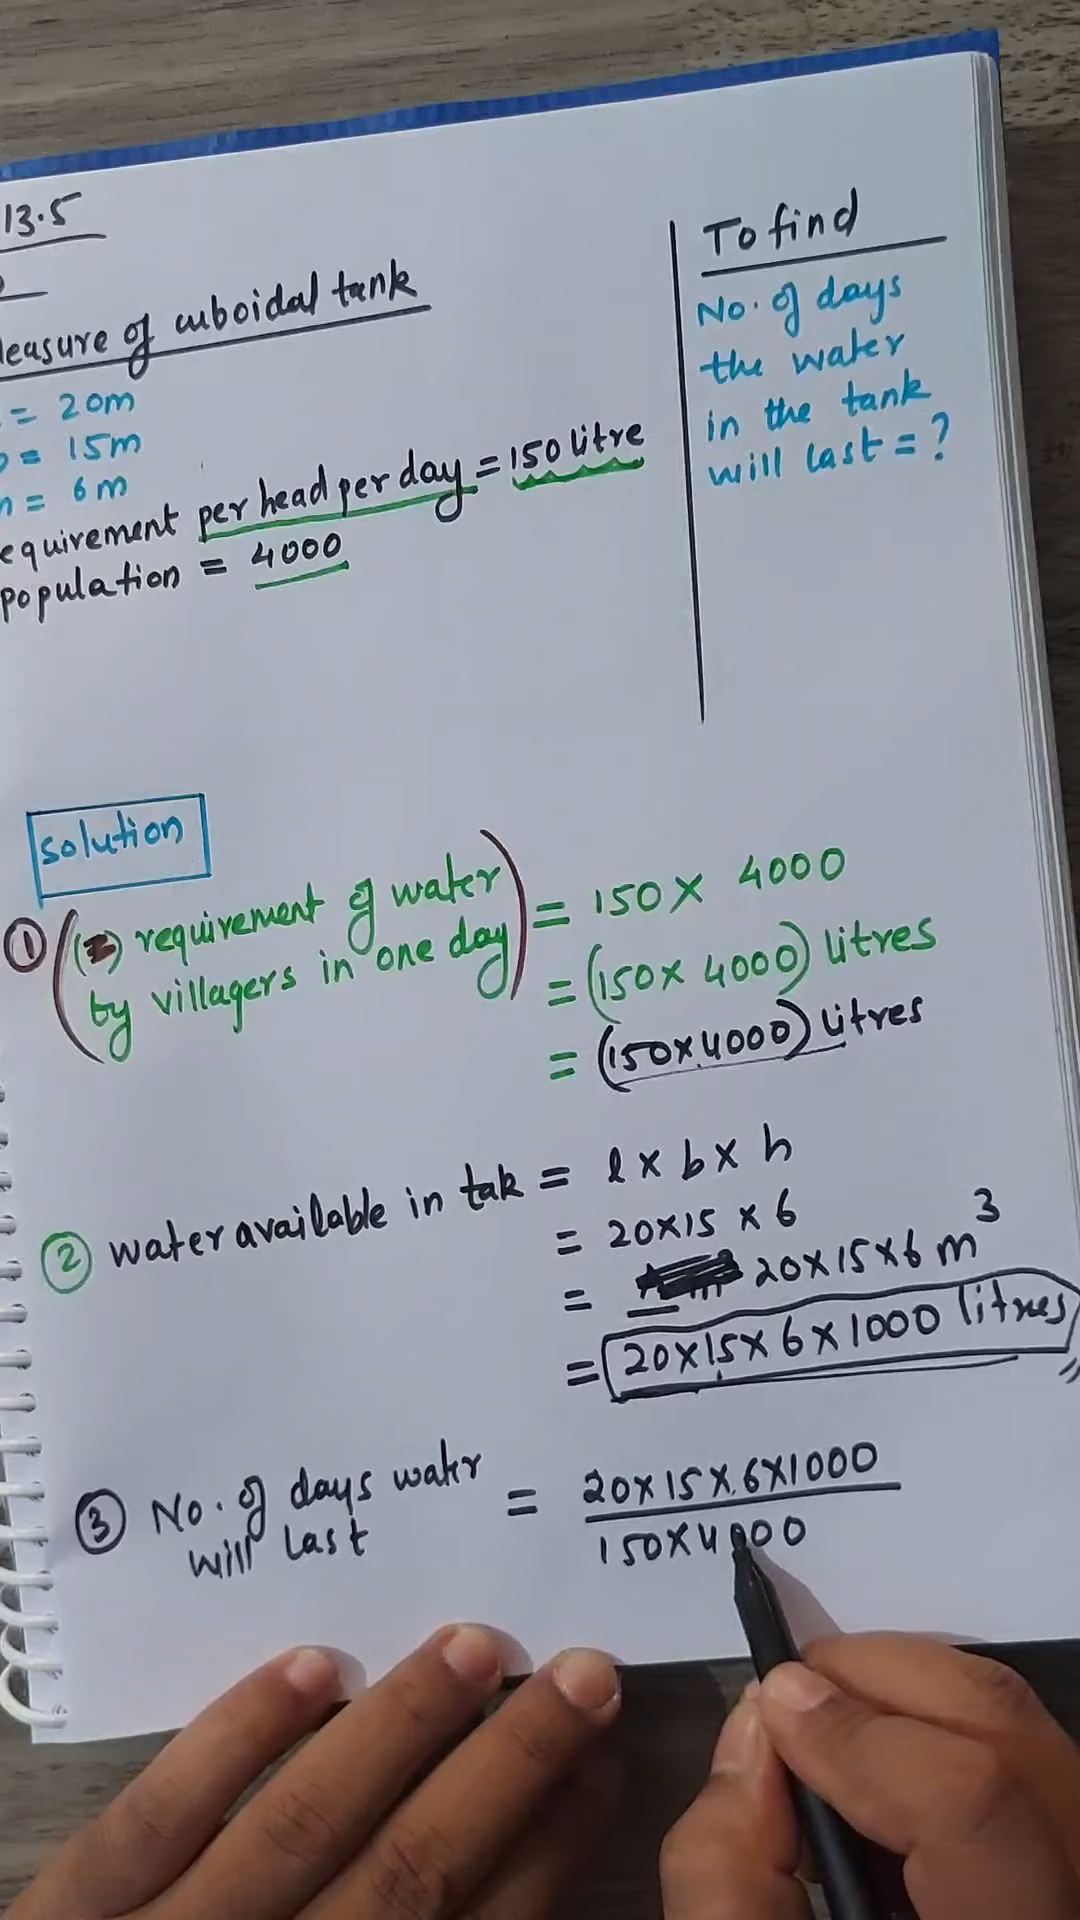 13.5
easure of cuboidal tank
= 20m
= 15m
= 6m
equirement per head per day = 150 litre
population = 4000
To find
No. of days
the water
in the tank
will last = ?
solution
① requirement of water
by villagers in one day
= 150 × 4000
= (150 × 4000) litres
= (150×4000) litres
② water available in tak = l × b × h
= 20×15 × 6
= 20×15×6 m³
= 20×15×6×1000 litres
③ No. of days water
will last
= 20×15×6×1000
150×4000